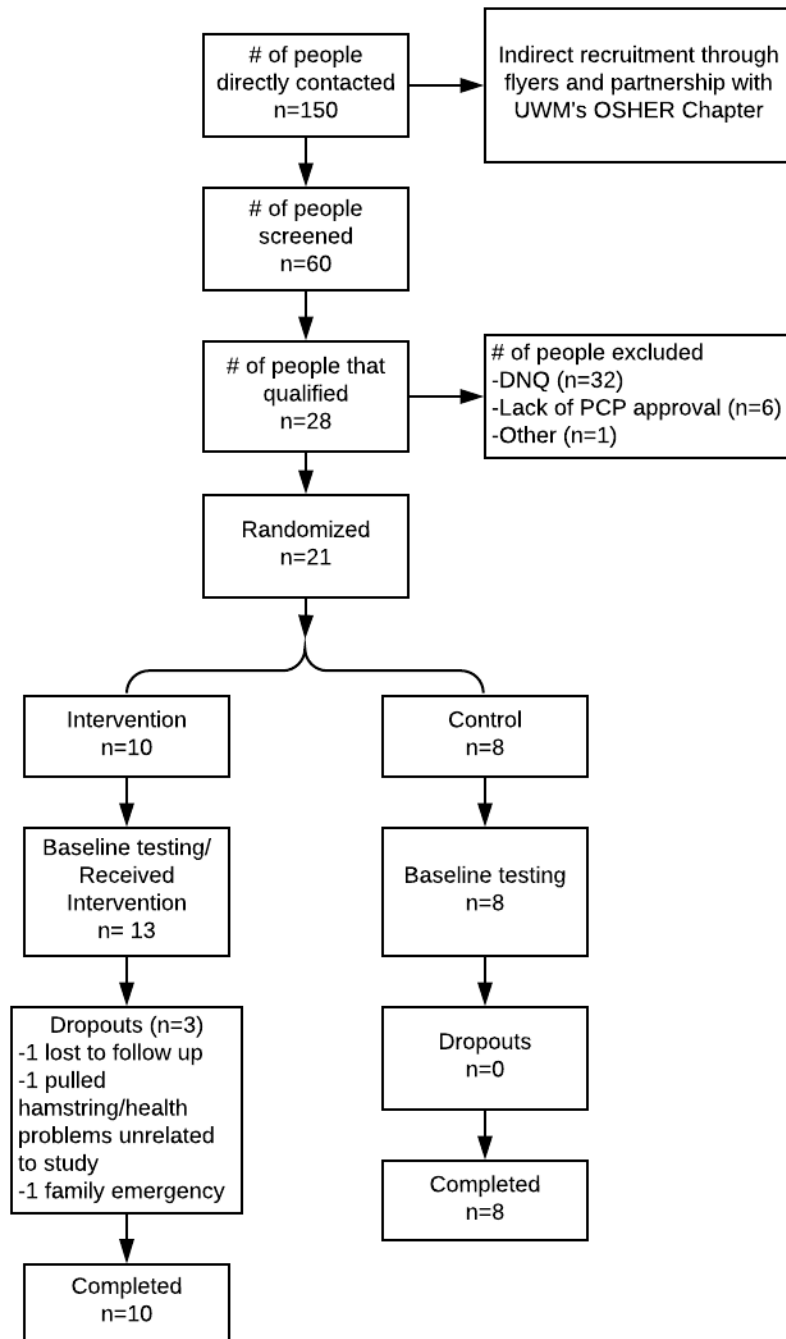 # of people
directly contacted
n=150
Indirect recruitment through
flyers and partnership with
UWM's OSHER Chapter
# of people
screened
n=60
# of people that
qualified
n=28
# of people excluded
-DNQ (n=32)
-Lack of PCP approval (n=6)
-Other (n=1)
Randomized
n=21
Intervention
n=10
Control
n=8
Baseline testing/
Received
Intervention
n= 13
Baseline testing
n=8
Dropouts (n=3)
-1 lost to follow up
-1 pulled
hamstring/health
problems unrelated
to study
-1 family emergency
Dropouts
n=0
Completed
n=8
Completed
n=10